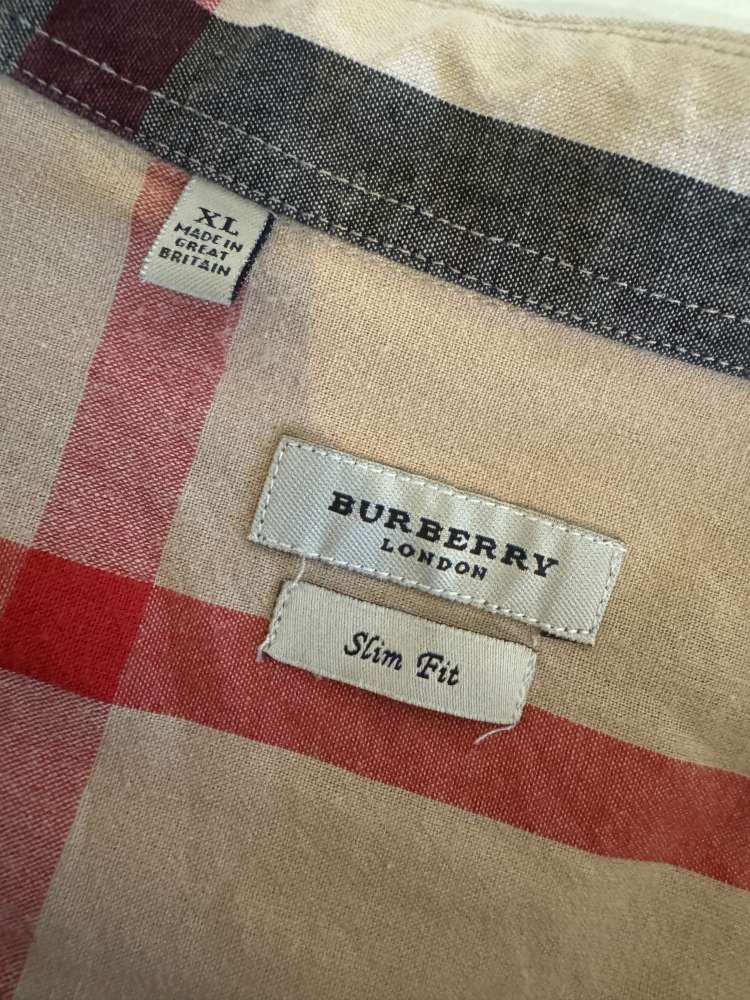 XL
MADE IN
GREAT
BRITAIN
BURBERRY
LONDON
Slim Fit